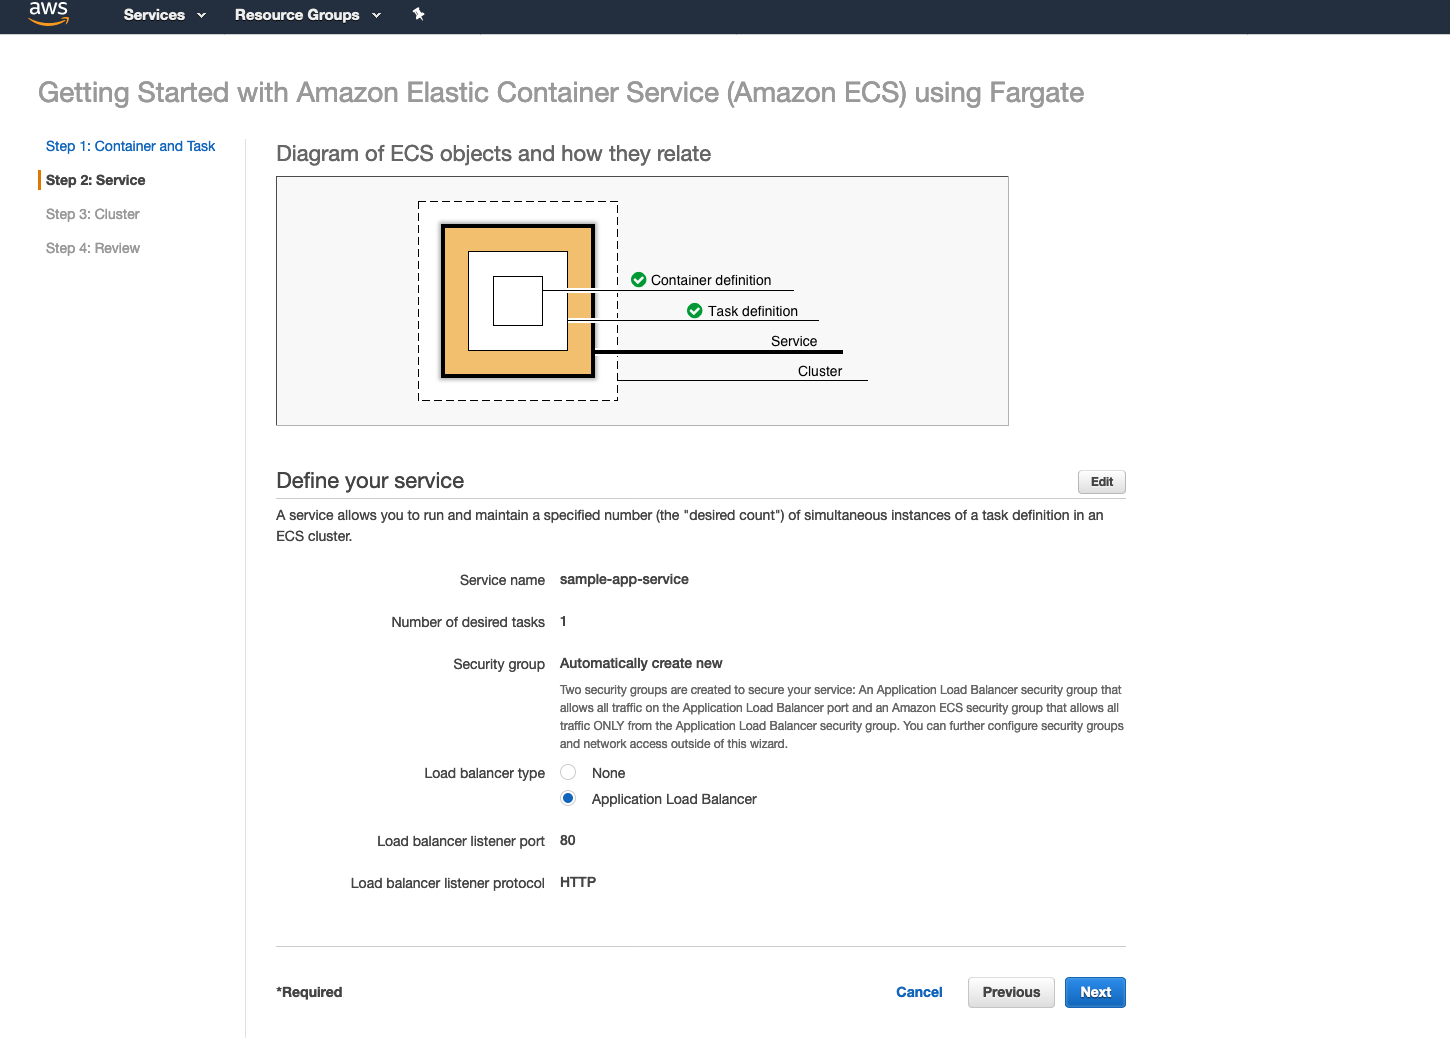 aws
Services
Resource Groups
Getting Started with Amazon Elastic Container Service (Amazon ECS) using Fargate
Step 1: Container and Task
Step 2: Service
Step 3: Cluster
Step 4: Review
Diagram of ECS objects and how they relate
Container definition
Task definition
Service
Cluster
Define your service
Edit
A service allows you to run and maintain a specified number (the "desired count") of simultaneous instances of a task definition in an
ECS cluster.
Service name sample-app-service
Number of desired tasks 1
Security group Automatically create new
Two security groups are created to secure your service: An Application Load Balancer security group that
allows all traffic on the Application Load Balancer port and an Amazon ECS security group that allows all
traffic ONLY from the Application Load Balancer security group. You can further configure security groups
and network access outside of this wizard.
Load balancer type None
Application Load Balancer
Load balancer listener port 80
Load balancer listener protocol HTTP
*Required
Cancel
Previous
Next